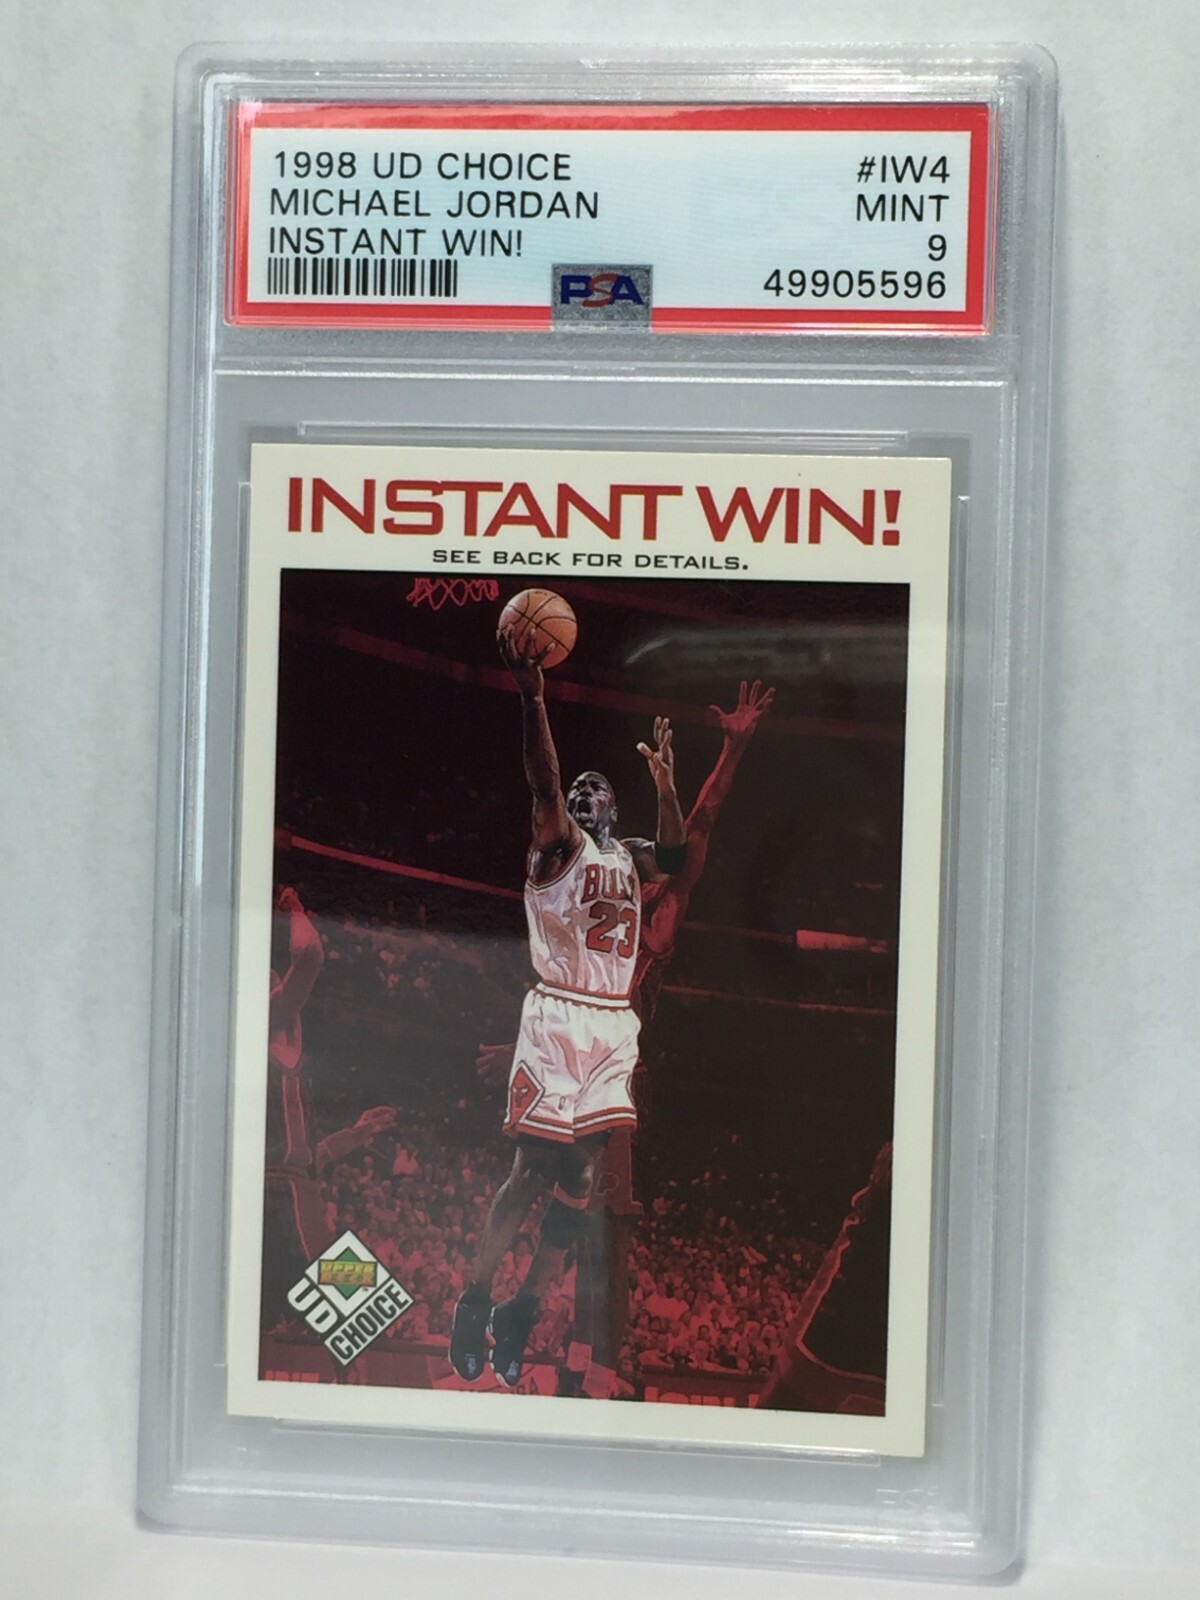 1998 UD CHOICE #IW4
MICHAEL JORDAN MINT
INSTANT WIN! 9
PSA 49905596
INSTANT WIN!
SEE BACK FOR DETAILS.
BULLS
23
UPPER
DECK
UD
CHOICE
PSA